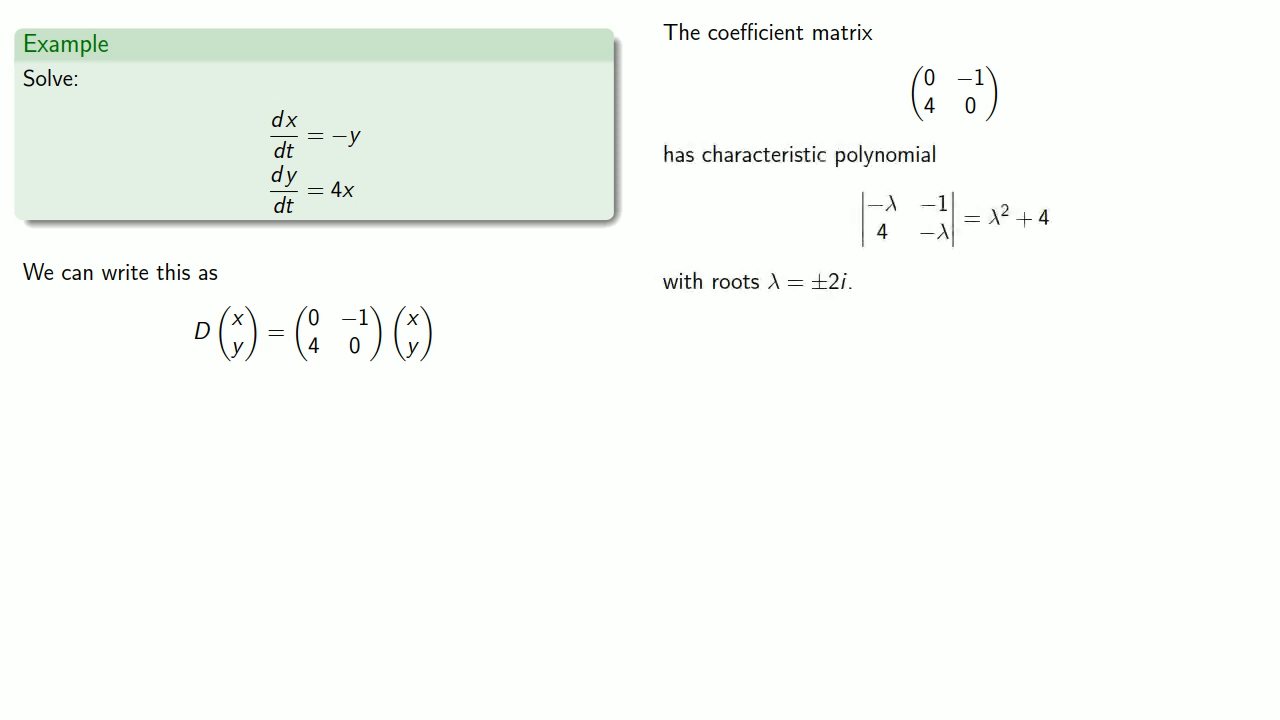 Example
Solve:
dx/dt = −y
dy/dt = 4x
We can write this as
D (x y) = (0 −1 4 0) (x y)
The coefficient matrix
(0 −1
4 0)
has characteristic polynomial
|−λ −1
4 −λ| = λ² + 4
with roots λ = ±2i.